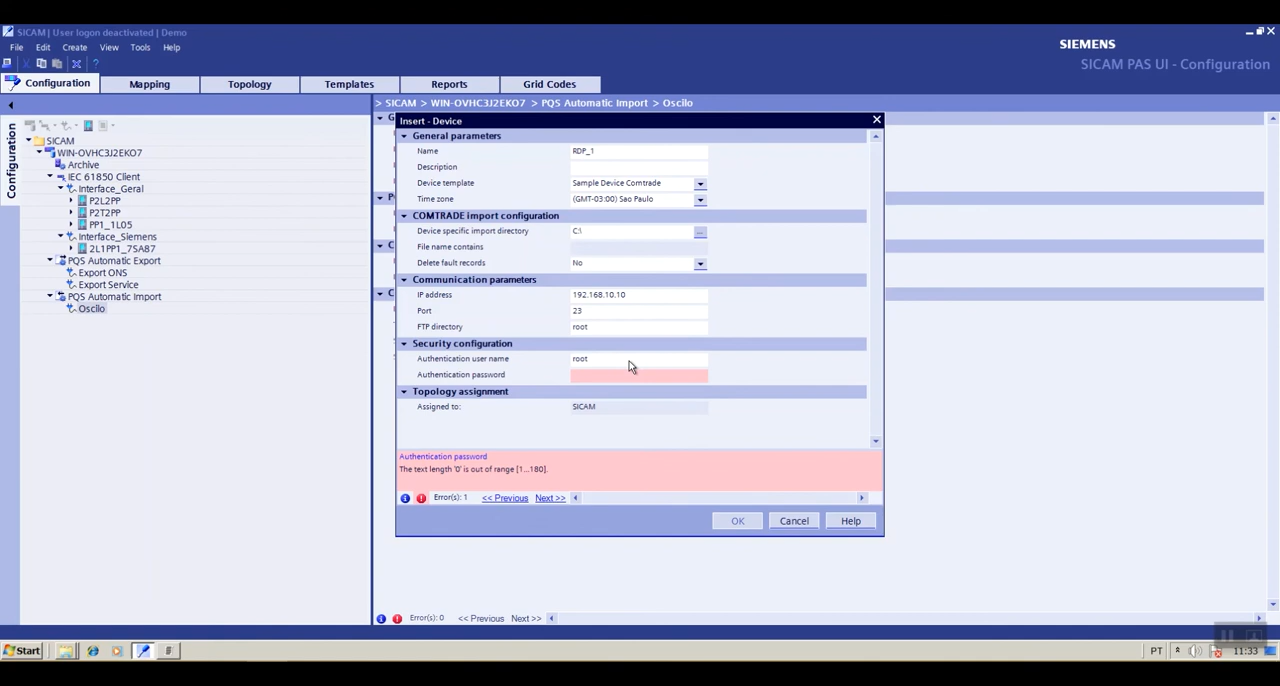 SICAM | User logon deactivated | Demo
File Edit Create View Tools Help
SIEMENS
SICAM PAS UI - Configuration
Configuration Mapping Topology Templates Reports Grid Codes
> SICAM > WIN-OVHC3J2EKO7 > PQS Automatic Import > Oscilo
Configuration
SICAM
WIN-OVHC3J2EKO7
Archive
IEC 61850 Client
Interface_Geral
P2L2PP
P2T2PP
PP1_1L05
Interface_Siemens
2L1PP1_7SA87
PQS Automatic Export
Export ONS
Export Service
PQS Automatic Import
Oscilo
Insert - Device
General parameters
Name RDP_1
Description
Device template Sample Device Comtrade
Time zone (GMT-03:00) Sao Paulo
COMTRADE import configuration
Device specific import directory C:\ ...
File name contains
Delete fault records No
Communication parameters
IP address 192.168.10.10
Port 23
FTP directory root
Security configuration
Authentication user name root
Authentication password
Topology assignment
Assigned to: SICAM
Authentication password
The text length '0' is out of range [1...180].
Error(s): 1 << Previous Next >>
OK Cancel Help
Error(s): 0 << Previous Next >>
Start PT 11:33